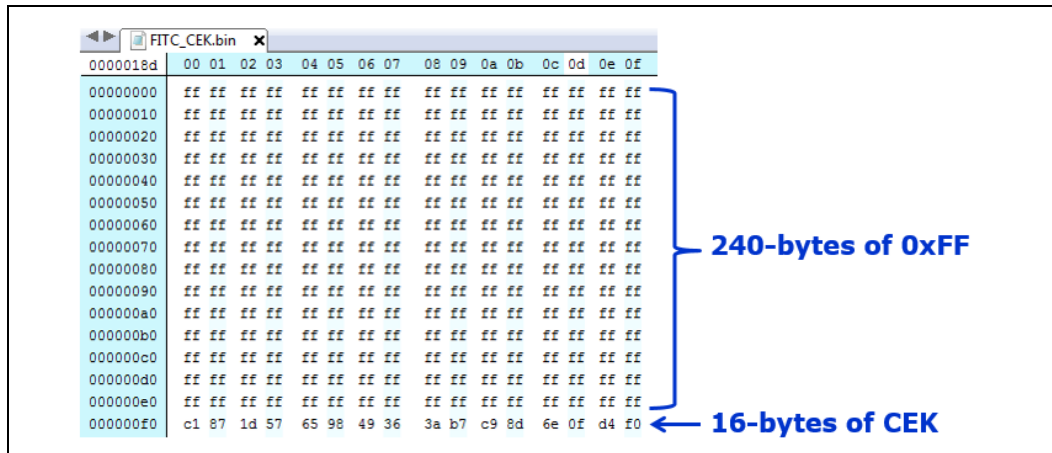 FITC_CEK.bin x
0000018d 00 01 02 03 04 05 06 07 08 09 0a 0b 0c 0d 0e 0f
00000000 ff ff ff ff ff ff ff ff ff ff ff ff ff ff ff ff
00000010 ff ff ff ff ff ff ff ff ff ff ff ff ff ff ff ff
00000020 ff ff ff ff ff ff ff ff ff ff ff ff ff ff ff ff
00000030 ff ff ff ff ff ff ff ff ff ff ff ff ff ff ff ff
00000040 ff ff ff ff ff ff ff ff ff ff ff ff ff ff ff ff
00000050 ff ff ff ff ff ff ff ff ff ff ff ff ff ff ff ff
00000060 ff ff ff ff ff ff ff ff ff ff ff ff ff ff ff ff
00000070 ff ff ff ff ff ff ff ff ff ff ff ff ff ff ff ff
240-bytes of 0xFF
00000080 ff ff ff ff ff ff ff ff ff ff ff ff ff ff ff ff
00000090 ff ff ff ff ff ff ff ff ff ff ff ff ff ff ff ff
000000a0 ff ff ff ff ff ff ff ff ff ff ff ff ff ff ff ff
000000b0 ff ff ff ff ff ff ff ff ff ff ff ff ff ff ff ff
000000c0 ff ff ff ff ff ff ff ff ff ff ff ff ff ff ff ff
000000d0 ff ff ff ff ff ff ff ff ff ff ff ff ff ff ff ff
000000e0 ff ff ff ff ff ff ff ff ff ff ff ff ff ff ff ff
000000f0 c1 87 1d 57 65 98 49 36 3a b7 c9 8d 6e 0f d4 f0
16-bytes of CEK